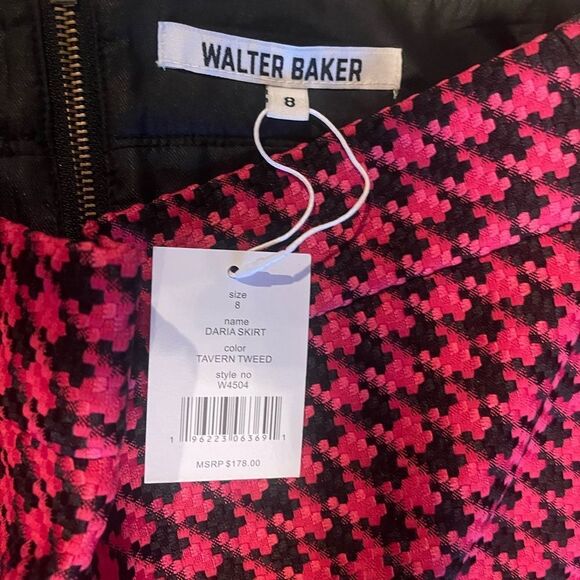 WALTER BAKER
8
size
8
name
DARIA SKIRT
color
TAVERN TWEED
style no
W4504
1 96223 06369 1
MSRP $178.00